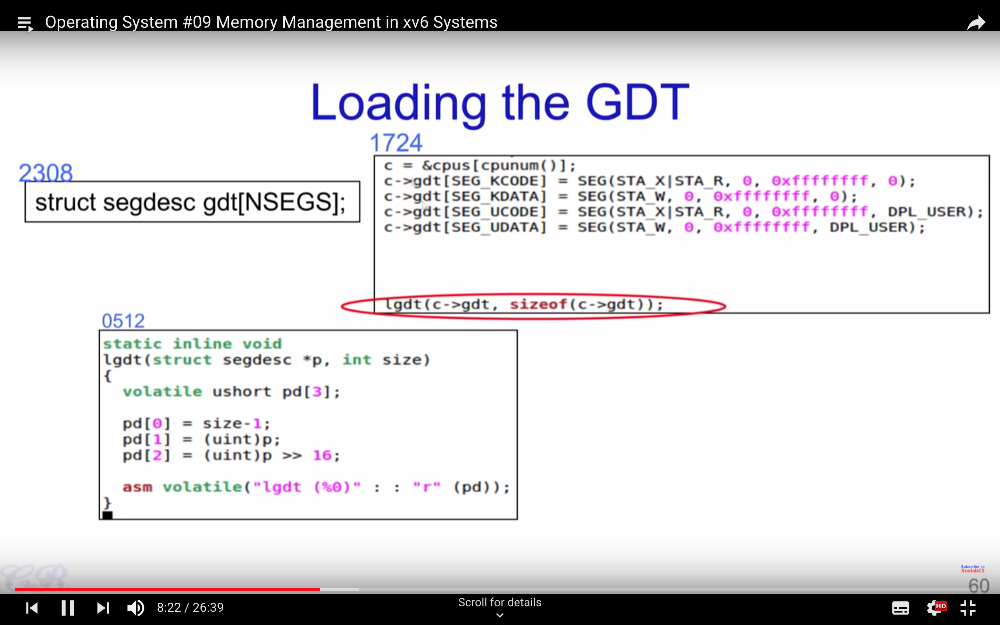 Operating System #09 Memory Management in xv6 Systems
Loading the GDT
2308
struct segdesc gdt[NSEGS];
1724
c = &cpus[cpunum()];
c->gdt[SEG_KCODE] = SEG(STA_X|STA_R, 0, 0xffffffff, 0);
c->gdt[SEG_KDATA] = SEG(STA_W, 0, 0xffffffff, 0);
c->gdt[SEG_UCODE] = SEG(STA_X|STA_R, 0, 0xffffffff, DPL_USER);
c->gdt[SEG_UDATA] = SEG(STA_W, 0, 0xffffffff, DPL_USER);
lgdt(c->gdt, sizeof(c->gdt));
0512
static inline void
lgdt(struct segdesc *p, int size)
{
volatile ushort pd[3];
pd[0] = size-1;
pd[1] = (uint)p;
pd[2] = (uint)p >> 16;
asm volatile("lgdt (%0)" : : "r" (pd));
}
Subscribe to
XoviabCS
60
8:22 / 26:39
Scroll for details
HD